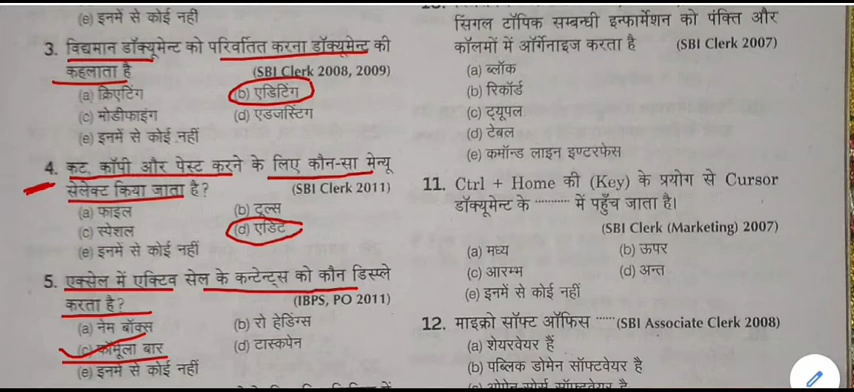 (e) इनमें से कोई नहीं
3. विद्यमान डॉक्यूमेन्ट को परिवर्तित करना डॉक्यूमेन्ट की
कहलाता है (SBI Clerk 2008, 2009)
(a) क्रिएटिंग (b) एडिटिंग
(c) मोडीफाइंग (d) एडजस्टिंग
(e) इनमें से कोई नहीं
4. कट, कॉपी और पेस्ट करने के लिए कौन-सा मेन्यू
सेलेक्ट किया जाता है? (SBI Clerk 2011)
(a) फाइल (b) टूल्स
(c) स्पेशल (d) एडिट
(e) इनमें से कोई नहीं
5. एक्सेल में एक्टिव सेल के कन्टेन्ट्स को कौन डिस्प्ले
करता है? (IBPS, PO 2011)
(a) नेम बॉक्स (b) रो हेडिंग्स
(c) फॉर्मूला बार (d) टास्कपेन
(e) इनमें से कोई नहीं
सिंगल टॉपिक सम्बन्धी इन्फार्मेशन को पंक्ति और
कॉलमों में ऑर्गेनाइज करता है (SBI Clerk 2007)
(a) ब्लॉक
(b) रिकॉर्ड
(c) ट्यूपल
(d) टेबल
(e) कमॉन्ड लाइन इण्टरफेस
11. Ctrl + Home की (Key) के प्रयोग से Cursor
डॉक्यूमेन्ट के .......... में पहुँच जाता है।
(SBI Clerk (Marketing) 2007)
(a) मध्य (b) ऊपर
(c) आरम्भ (d) अन्त
(e) इनमें से कोई नहीं
12. माइक्रो सॉफ्ट ऑफिस ..... (SBI Associate Clerk 2008)
(a) शेयरवेयर हैं
(b) पब्लिक डोमेन सॉफ्टवेयर है